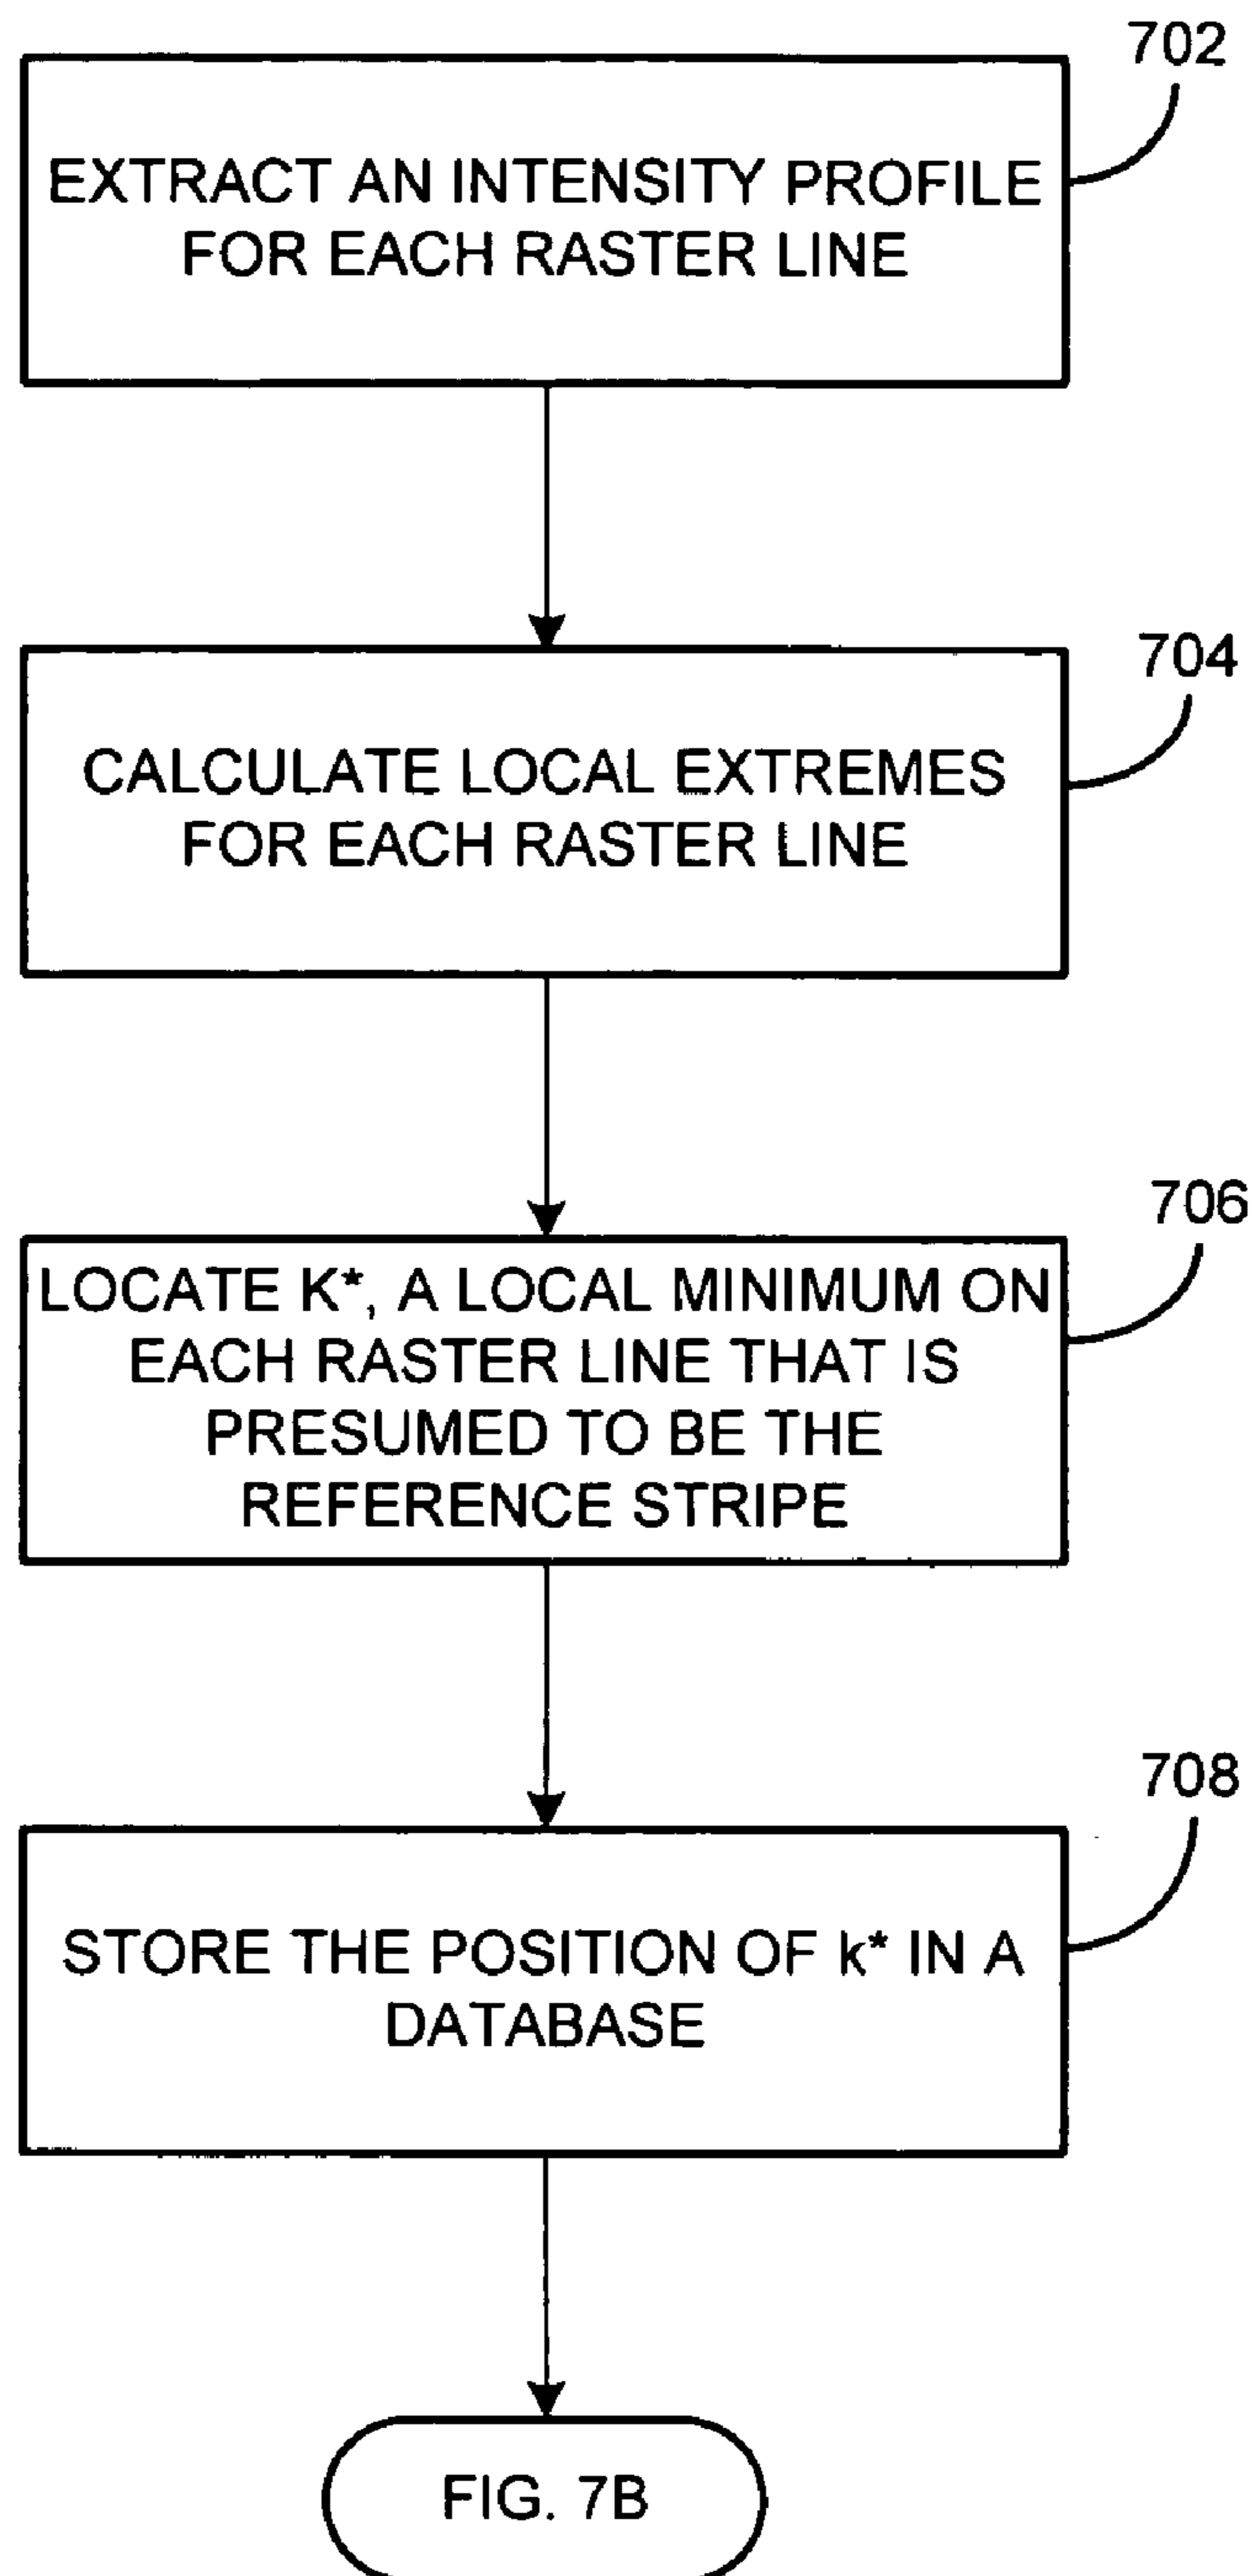 702
EXTRACT AN INTENSITY PROFILE
FOR EACH RASTER LINE
704
CALCULATE LOCAL EXTREMES
FOR EACH RASTER LINE
706
LOCATE K*, A LOCAL MINIMUM ON
EACH RASTER LINE THAT IS
PRESUMED TO BE THE
REFERENCE STRIPE
708
STORE THE POSITION OF k* IN A
DATABASE
FIG. 7B